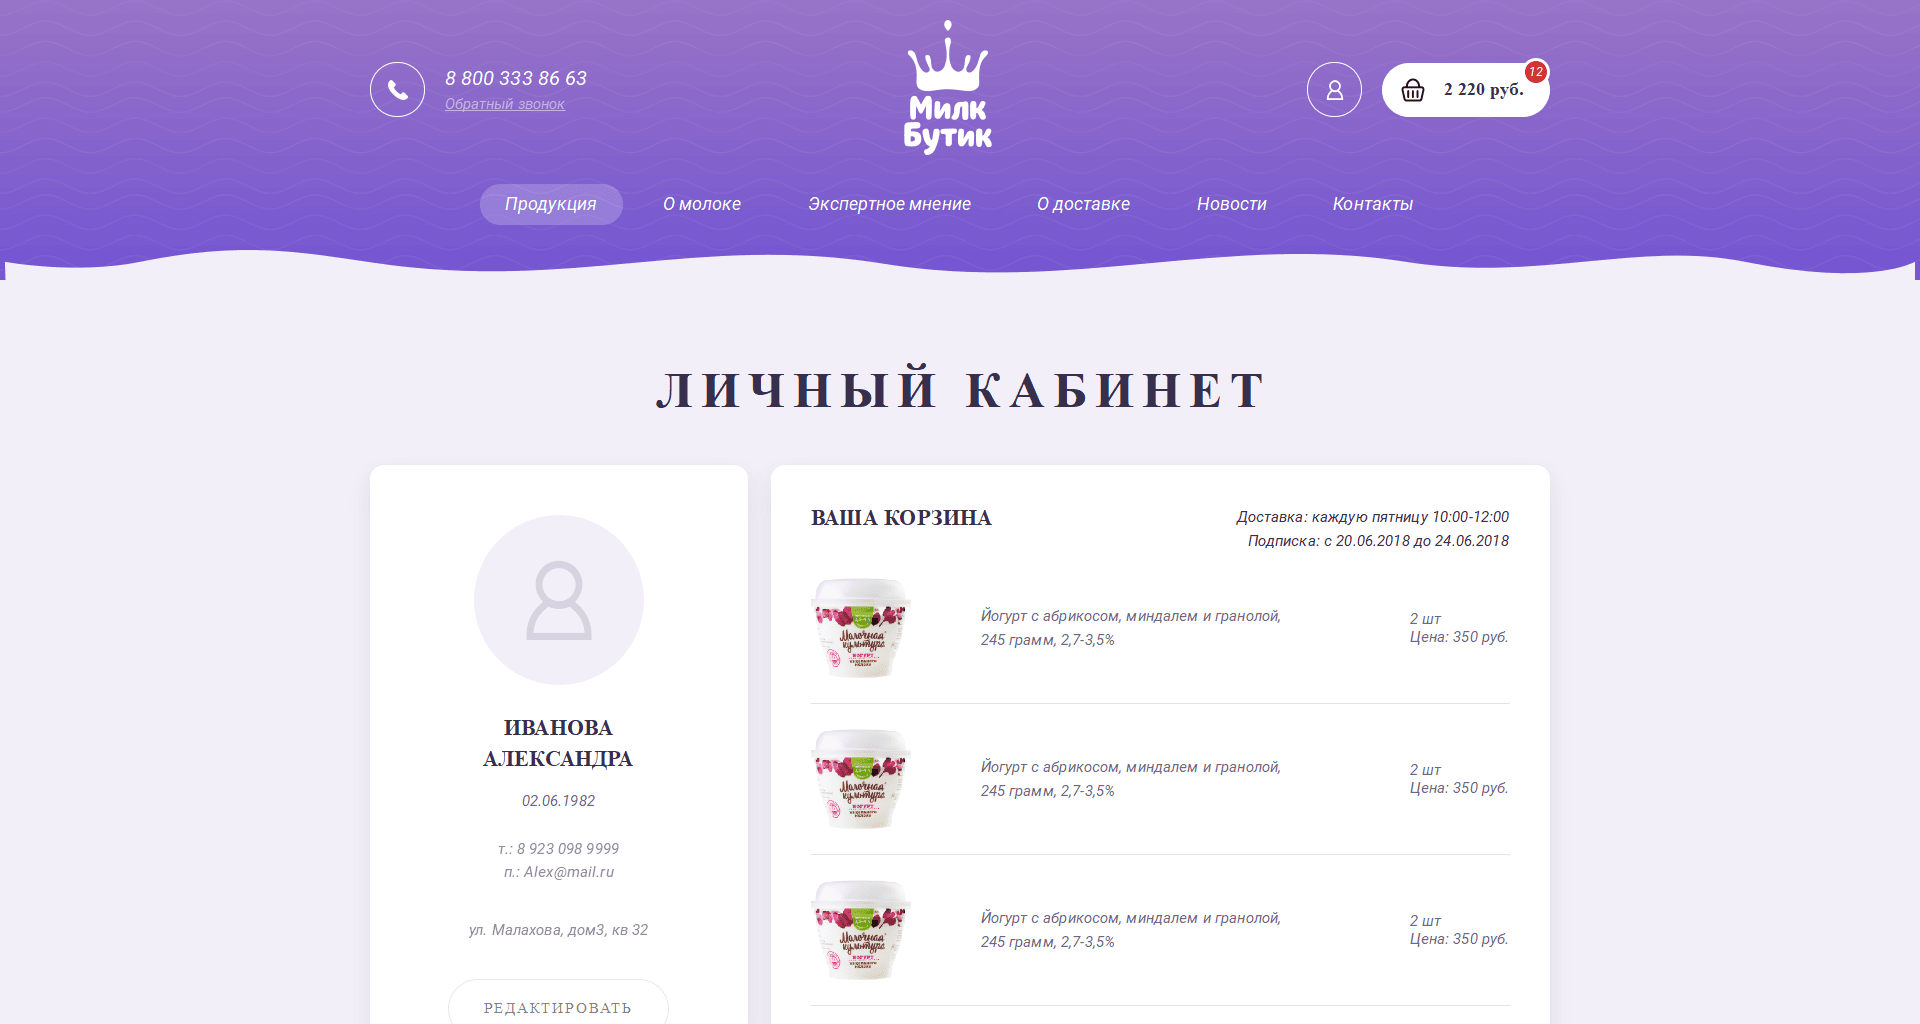 8 800 333 86 63
Обратный звонок
Милк
Бутик
2 220 руб.
12
Продукция
О молоке
Экспертное мнение
О доставке
Новости
Контакты
ЛИЧНЫЙ КАБИНЕТ
ИВАНОВА
АЛЕКСАНДРА
02.06.1982
т.: 8 923 098 9999
п.: Alex@mail.ru
ул. Малахова, дом3, кв 32
РЕДАКТИРОВАТЬ
ВАША КОРЗИНА
Доставка: каждую пятницу 10:00-12:00
Подписка: с 20.06.2018 до 24.06.2018
Молочная
культура
йогурт
Йогурт с абрикосом, миндалем и гранолой,
245 грамм, 2,7-3,5%
2 шт
Цена: 350 руб.
Молочная
культура
йогурт
Йогурт с абрикосом, миндалем и гранолой,
245 грамм, 2,7-3,5%
2 шт
Цена: 350 руб.
Молочная
культура
йогурт
Йогурт с абрикосом, миндалем и гранолой,
245 грамм, 2,7-3,5%
2 шт
Цена: 350 руб.